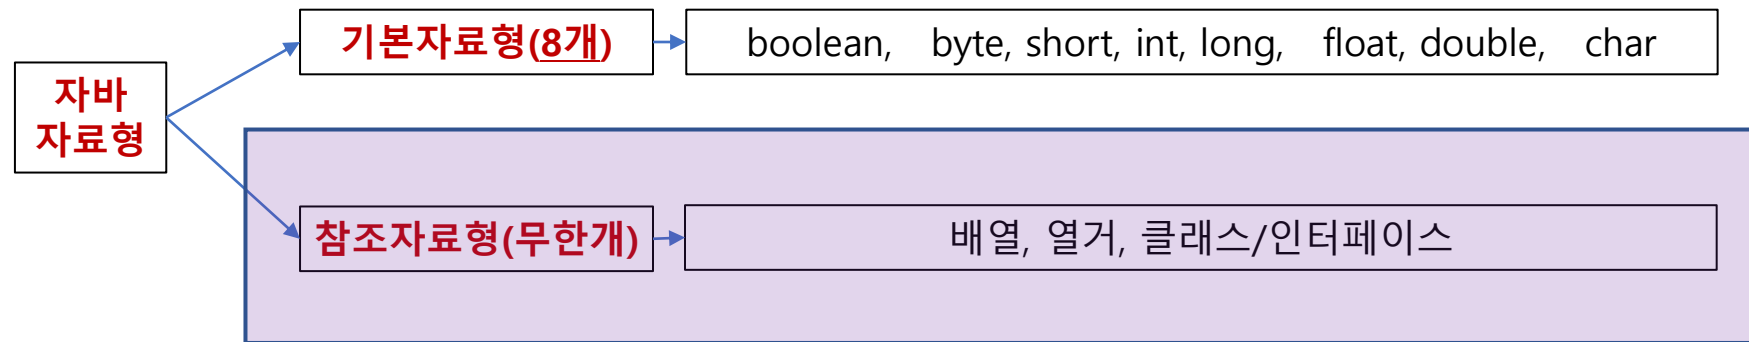 자바
자료형
기본자료형(8개)
boolean, byte, short, int, long, float, double, char
참조자료형(무한개)
배열, 열거, 클래스/인터페이스